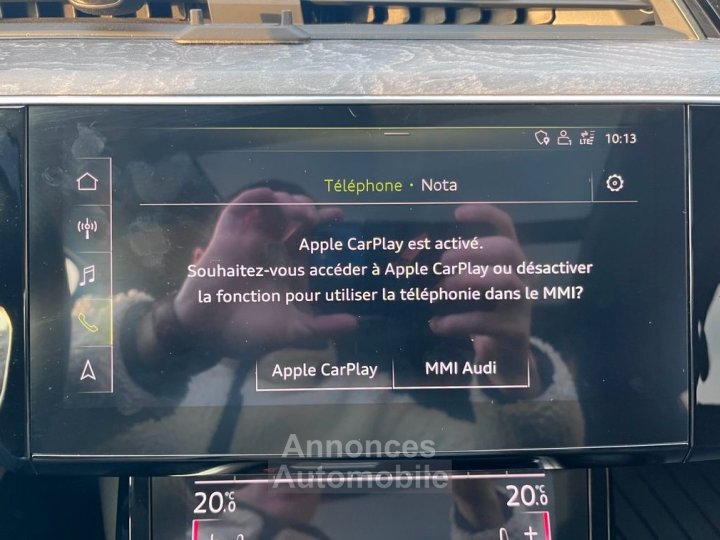 LTE 10:13
Téléphone · Nota
Apple CarPlay est activé.
Souhaitez-vous accéder à Apple CarPlay ou désactiver
la fonction pour utiliser la téléphonie dans le MMI?
Apple CarPlay MMI Audi
Annonces
Automobile
20.0 °C 20.0 °C
+